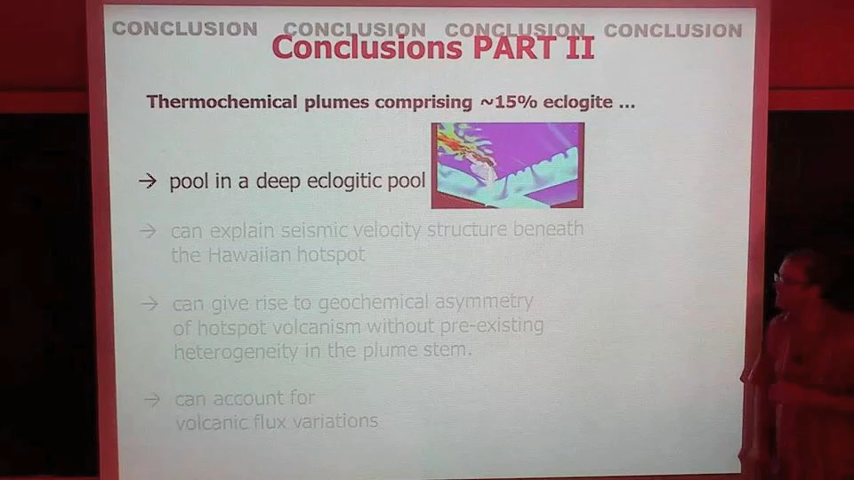 CONCLUSION CONCLUSION CONCLUSION CONCLUSION
Conclusions PART II
Thermochemical plumes comprising ~15% eclogite ...
→ pool in a deep eclogitic pool
→ can explain seismic velocity structure beneath
the Hawaiian hotspot
→ can give rise to geochemical asymmetry
of hotspot volcanism without pre-existing
heterogeneity in the plume stem.
→ can account for
volcanic flux variations